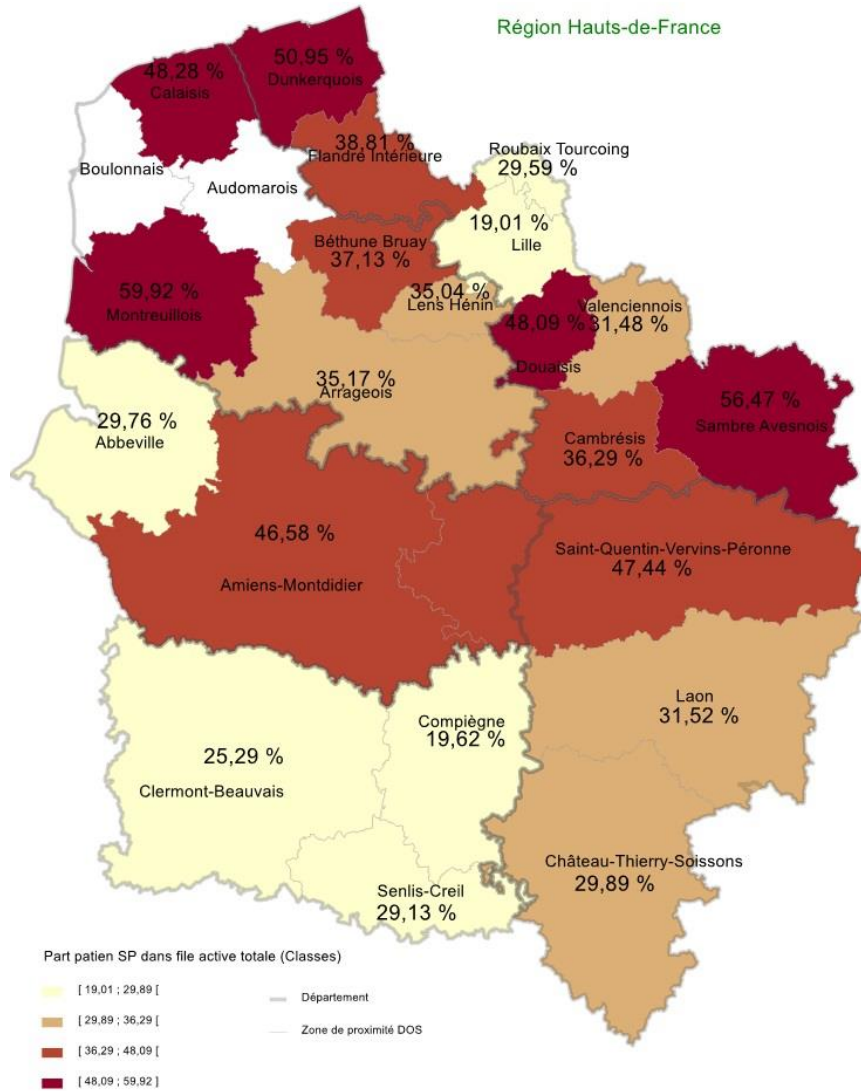 Région Hauts-de-France
50,95 %
Dunkerquois
48,28 %
Calaisis
38,81 %
Flandre Intérieure
Roubaix Tourcoing
29,59 %
Boulonnais
Audomarois
19,01 %
Lille
Béthune Bruay
37,13 %
59,92 %
Montreuillois
35,04 %
Lens Hénin
Valenciennois
31,48 %
48,09 %
Douaisis
35,17 %
Arrageois
56,47 %
Sambre Avesnois
29,76 %
Abbeville
Cambrésis
36,29 %
46,58 %
Amiens-Montdidier
Saint-Quentin-Vervins-Péronne
47,44 %
Laon
31,52 %
Compiègne
19,62 %
25,29 %
Clermont-Beauvais
Château-Thierry-Soissons
29,89 %
Senlis-Creil
29,13 %
Part patien SP dans file active totale (Classes)
[ 19,01 ; 29,89 [
[ 29,89 ; 36,29 [
[ 36,29 ; 48,09 [
[ 48,09 ; 59,92 ]
Département
Zone de proximité DOS